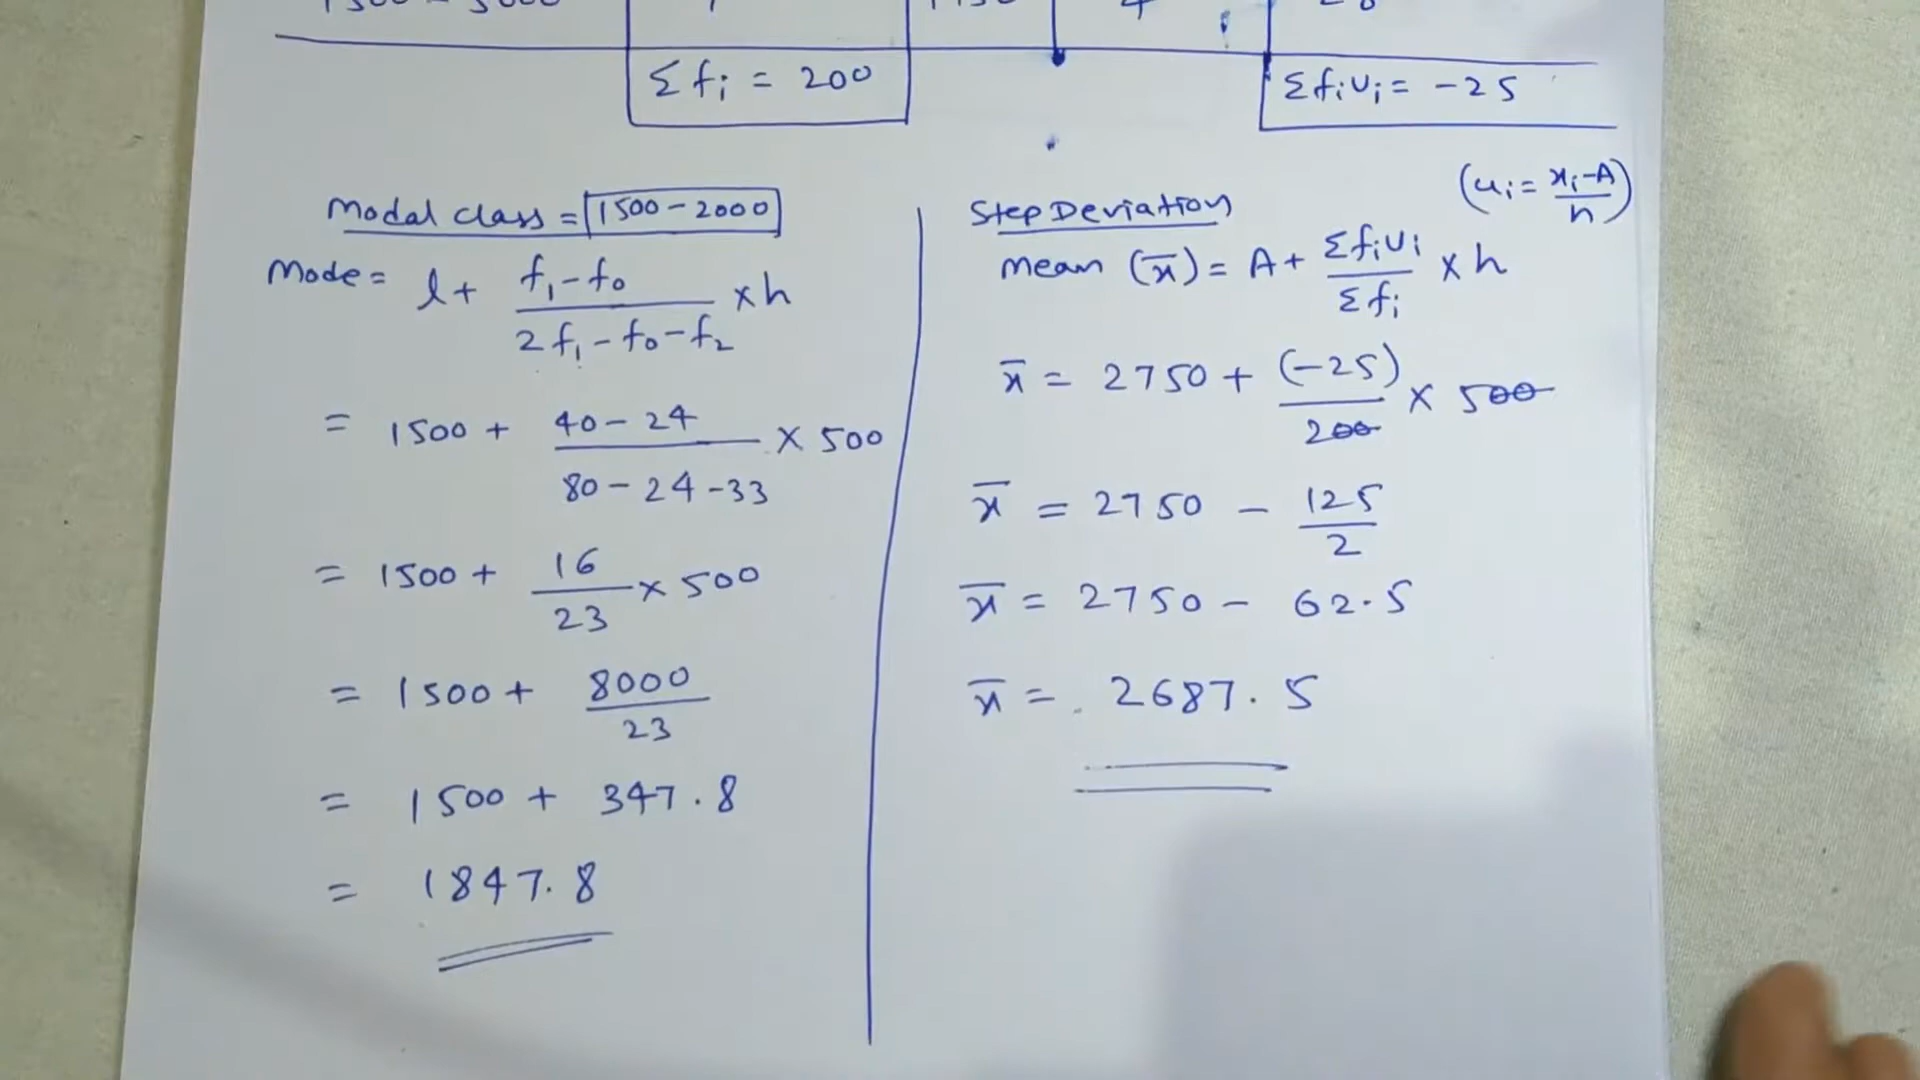 Σfi = 200
Σfiui = -25
Modal class = 1500-2000
Mode = l + (f1-f0)/(2f1-f0-f2) × h
= 1500 + (40-24)/(80-24-33) × 500
= 1500 + 16/23 × 500
= 1500 + 8000/23
= 1500 + 347.8
= 1847.8
Step Deviation
(ui = (xi-A)/h)
mean (x̄) = A + Σfiui/Σfi × h
x̄ = 2750 + (-25)/200 × 500
x̄ = 2750 - 125/2
x̄ = 2750 - 62.5
x̄ = 2687.5